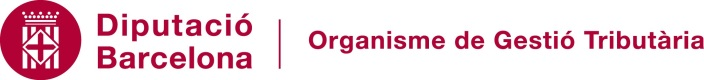 Diputació
Barcelona
Organisme de Gestió Tributària